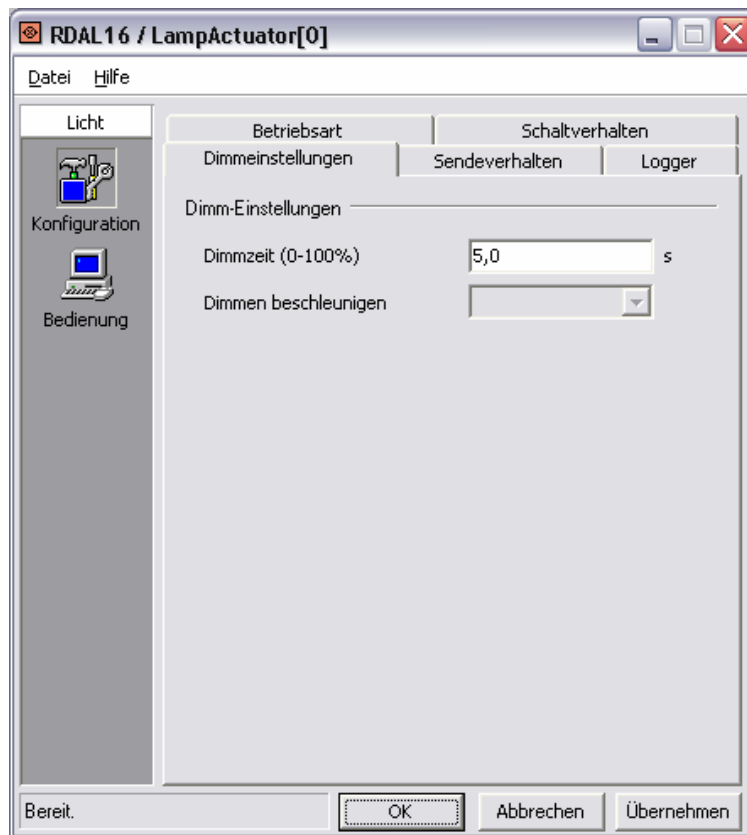 RDAL16 / LampActuator[0]
Datei Hilfe
Licht
Konfiguration
Bedienung
Betriebsart Schaltverhalten
Dimmeinstellungen Sendeverhalten Logger
Dimm-Einstellungen
Dimmzeit (0-100%) 5,0 s
Dimmen beschleunigen
Bereit. OK Abbrechen Übernehmen